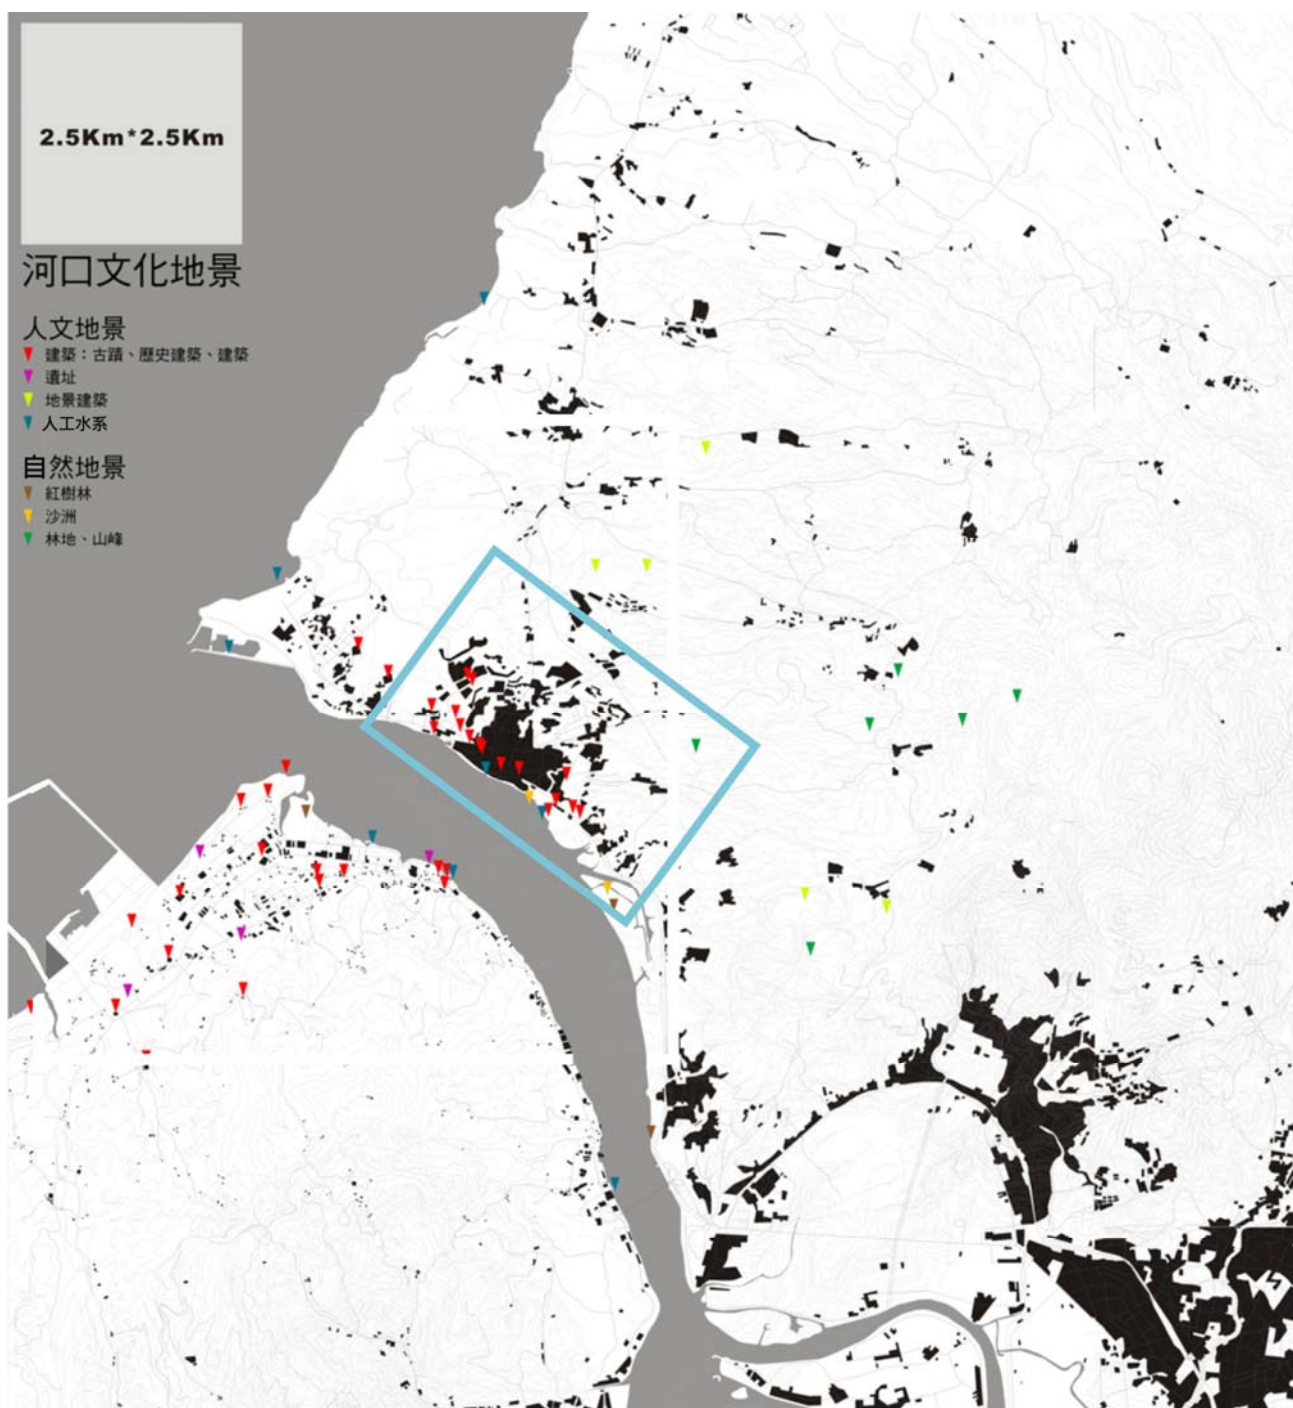 2.5Km*2.5Km
河口文化地景
人文地景
建築：古蹟、歷史建築、建築
遺址
地景建築
人工水系
自然地景
紅樹林
沙洲
林地、山峰